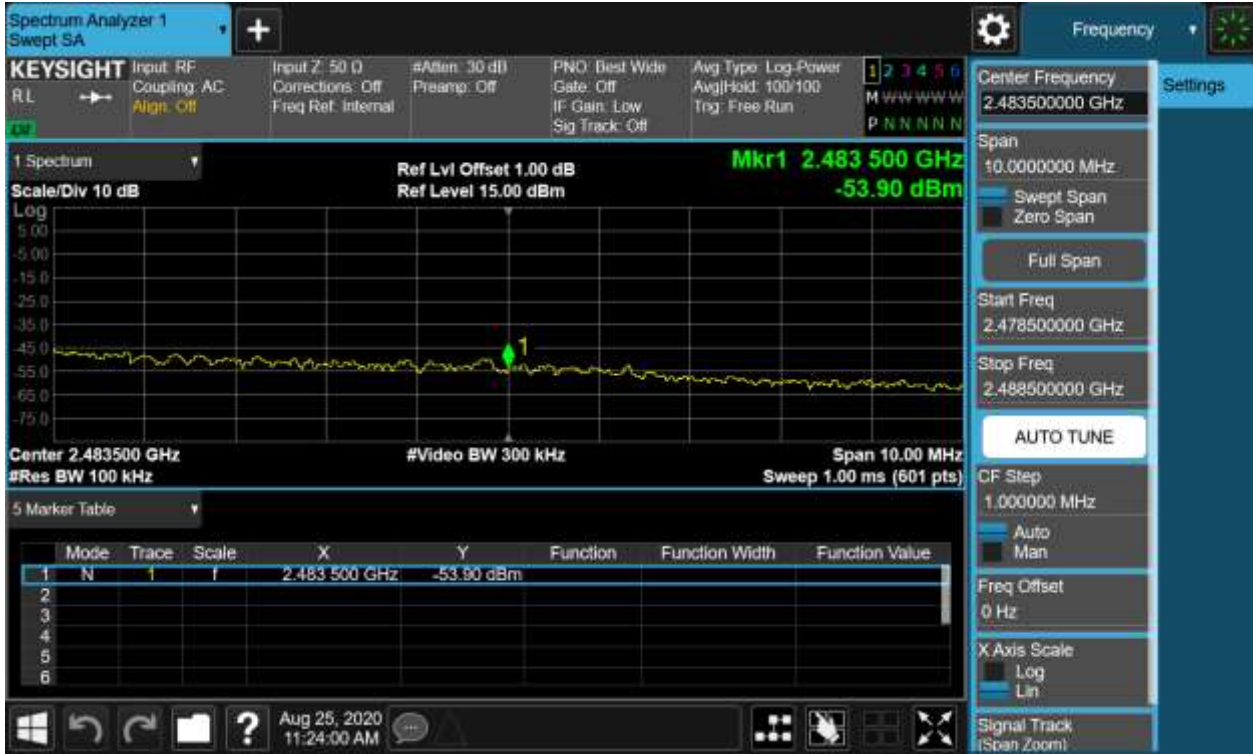 Spectrum Analyzer 1
Swept SA
+
Frequency
KEYSIGHT
RL
Input: RF
Coupling: AC
Align: Off
Input Z: 50 Ω
Corrections: Off
Freq Ref: Internal
#Atten: 30 dB
Preamp: Off
PNO: Best Wide
Gate: Off
IF Gain: Low
Sig Track: Off
Avg Type: Log-Power
Avg|Hold: 100/100
Trig: Free Run
1 2 3 4 5 6
M W W W W W
P N N N N N
Center Frequency
2.483500000 GHz
Settings
Span
10.0000000 MHz
Swept Span
Zero Span
Full Span
Start Freq
2.478500000 GHz
Stop Freq
2.488500000 GHz
AUTO TUNE
CF Step
1.000000 MHz
Auto
Man
Freq Offset
0 Hz
X Axis Scale
Log
Lin
Signal Track
(Span Zoom)
1 Spectrum
Scale/Div 10 dB
Ref Lvl Offset 1.00 dB
Ref Level 15.00 dBm
Mkr1 2.483 500 GHz
-53.90 dBm
Log
5.00
-5.00
-15.0
-25.0
-35.0
-45.0
-55.0
-65.0
-75.0
1
Center 2.483500 GHz
#Res BW 100 kHz
#Video BW 300 kHz
Span 10.00 MHz
Sweep 1.00 ms (601 pts)
5 Marker Table
Mode Trace Scale X Y Function Function Width Function Value
1 N 1 f 2.483 500 GHz -53.90 dBm
2
3
4
5
6
?
Aug 25, 2020
11:24:00 AM